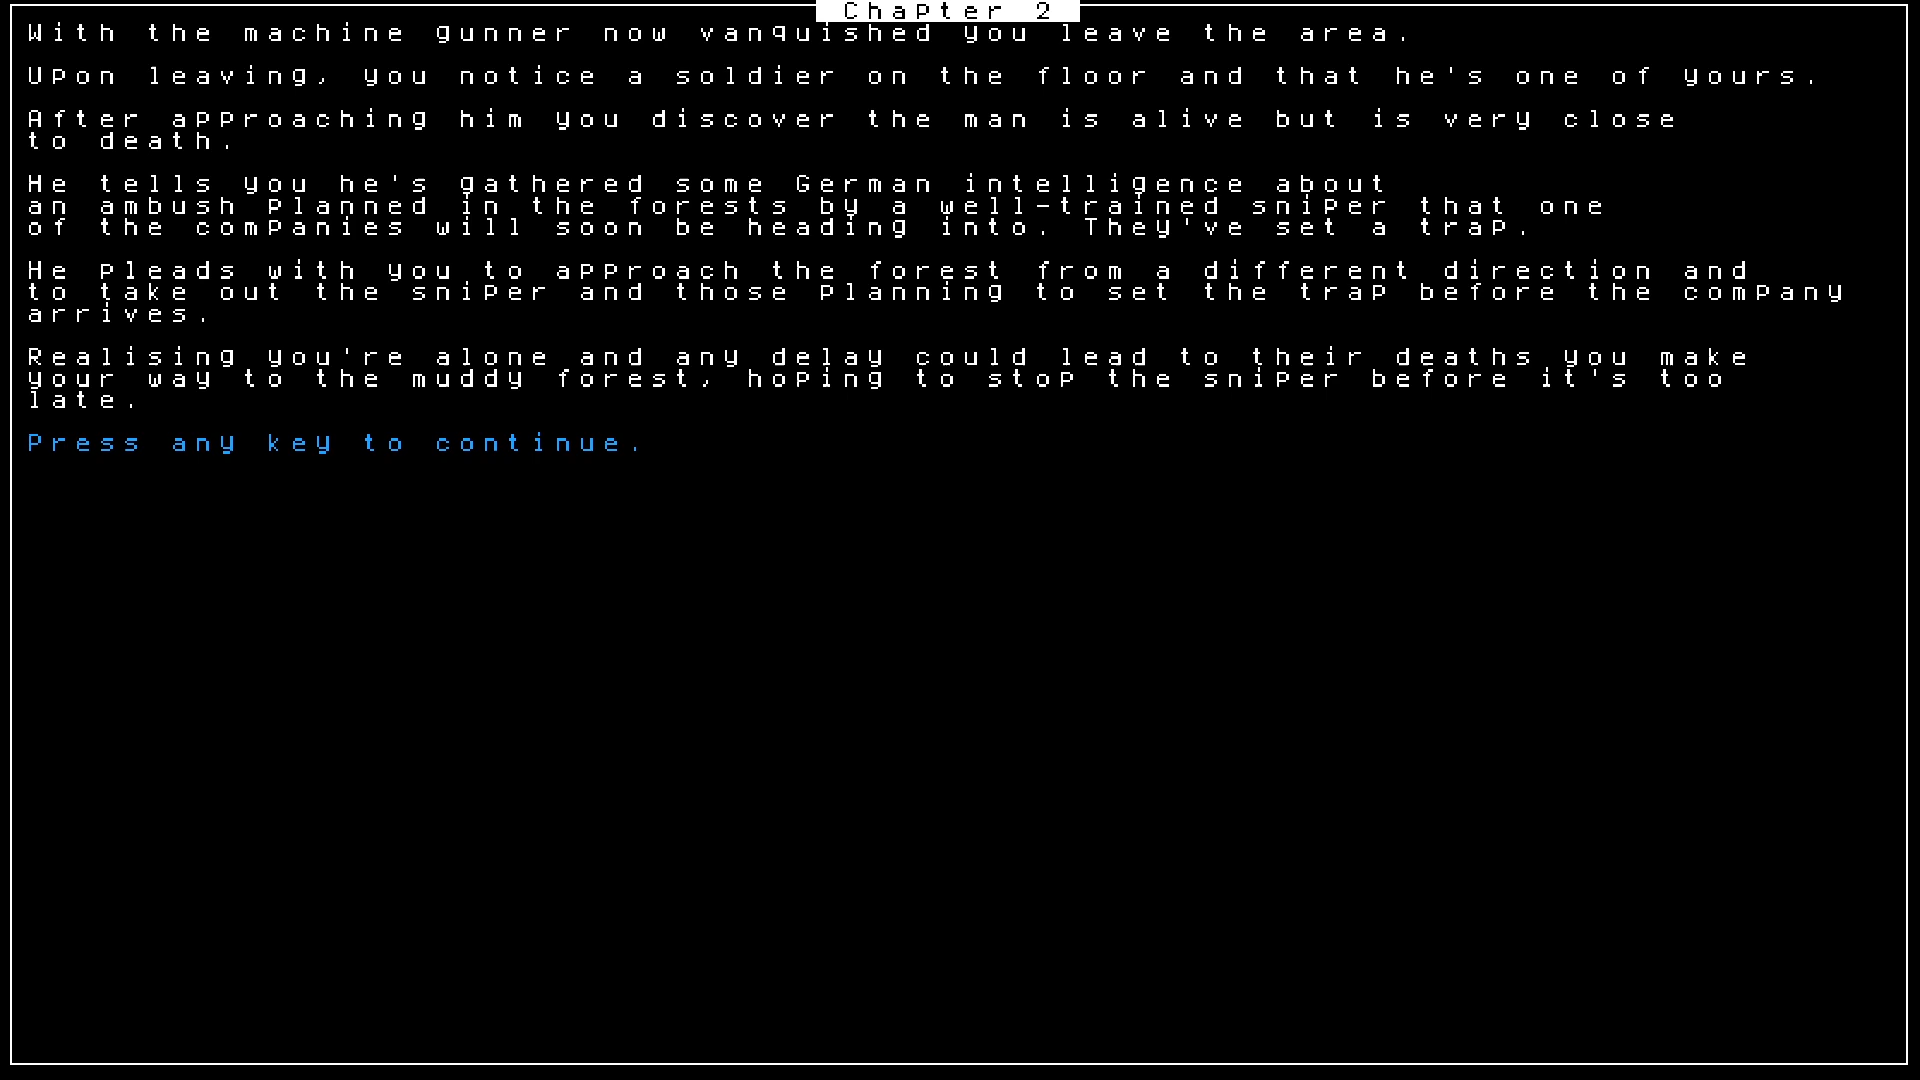 Chapter 2
With the machine gunner now vanquished you leave the area.
Upon leaving, you notice a soldier on the floor and that he's one of yours.
After approaching him you discover the man is alive but is very close
to death.
He tells you he's gathered some German intelligence about
an ambush planned in the forests by a well-trained sniper that one
of the companies will soon be heading into. They've set a trap.
He pleads with you to approach the forest from a different direction and
to take out the sniper and those planning to set the trap before the company
arrives.
Realising you're alone and any delay could lead to their deaths you make
your way to the muddy forest, hoping to stop the sniper before it's too
late.
Press any key to continue.